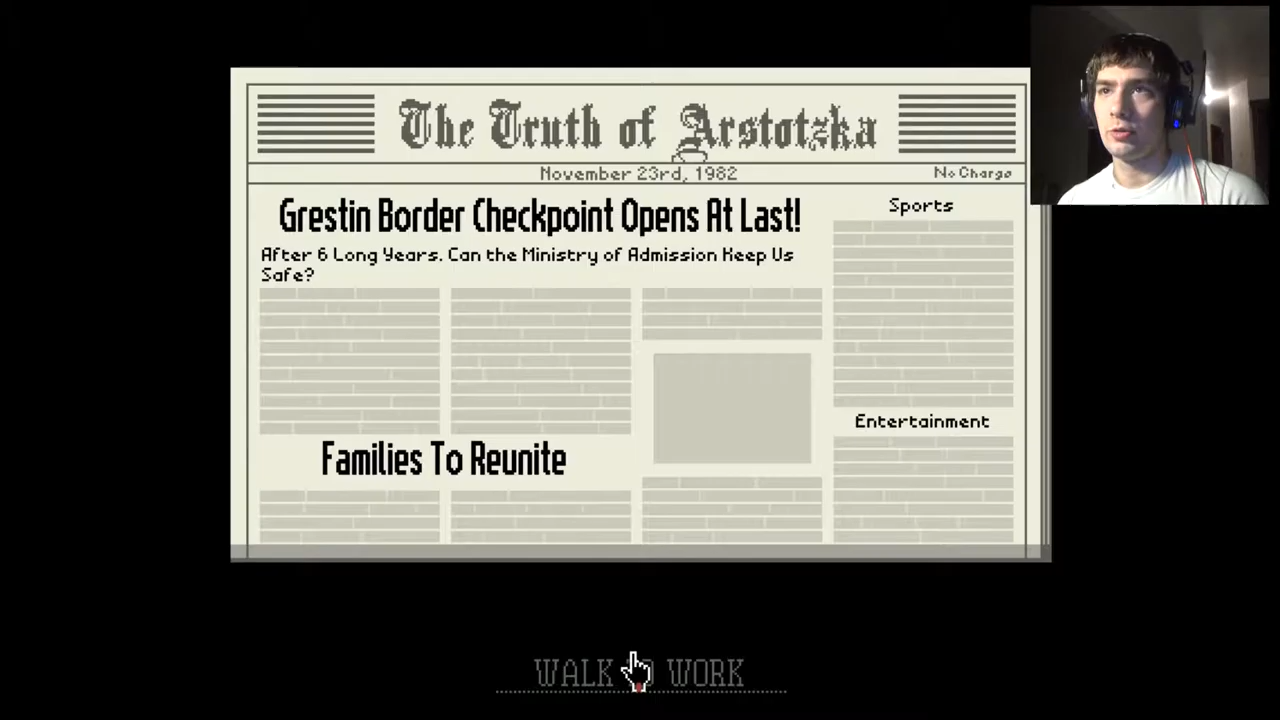 The Truth of Arstotzka
November 23rd, 1982
No Charge
Grestin Border Checkpoint Opens At Last!
After 6 Long Years. Can the Ministry of Admission Keep Us
Safe?
Families To Reunite
Sports
Entertainment
WALK TO WORK